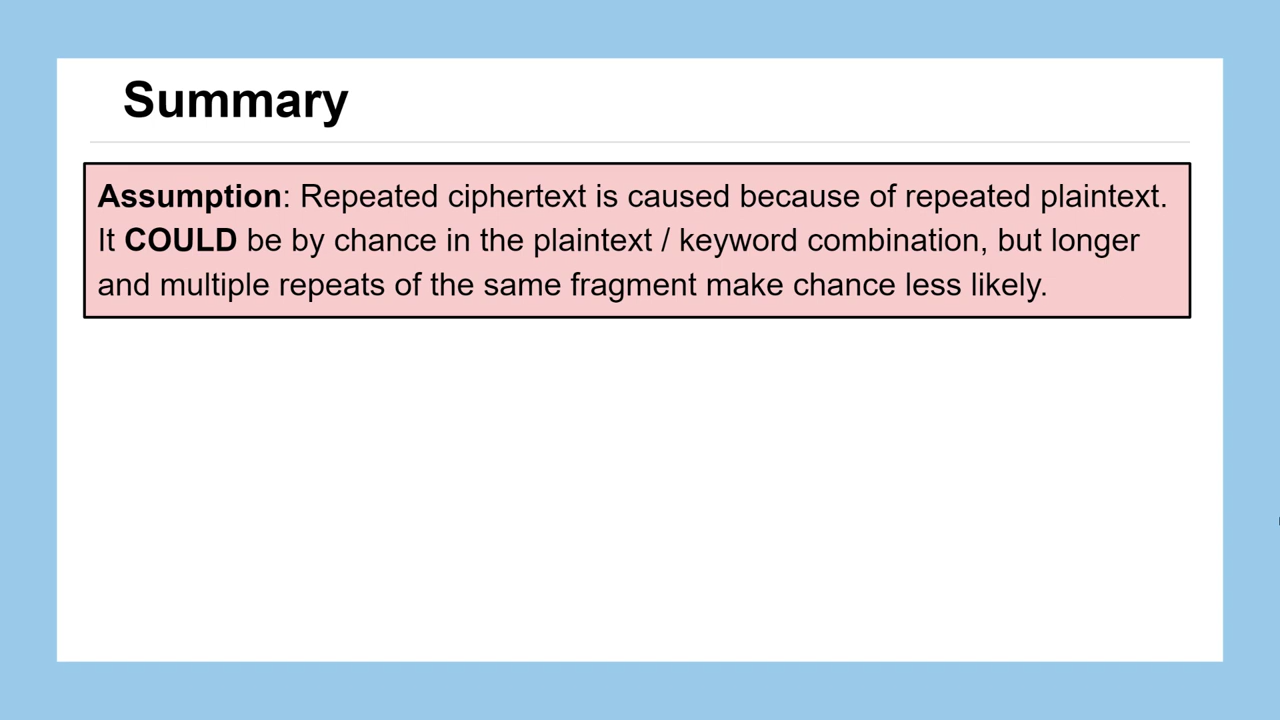 Summary
Assumption: Repeated ciphertext is caused because of repeated plaintext.
It COULD be by chance in the plaintext / keyword combination, but longer
and multiple repeats of the same fragment make chance less likely.